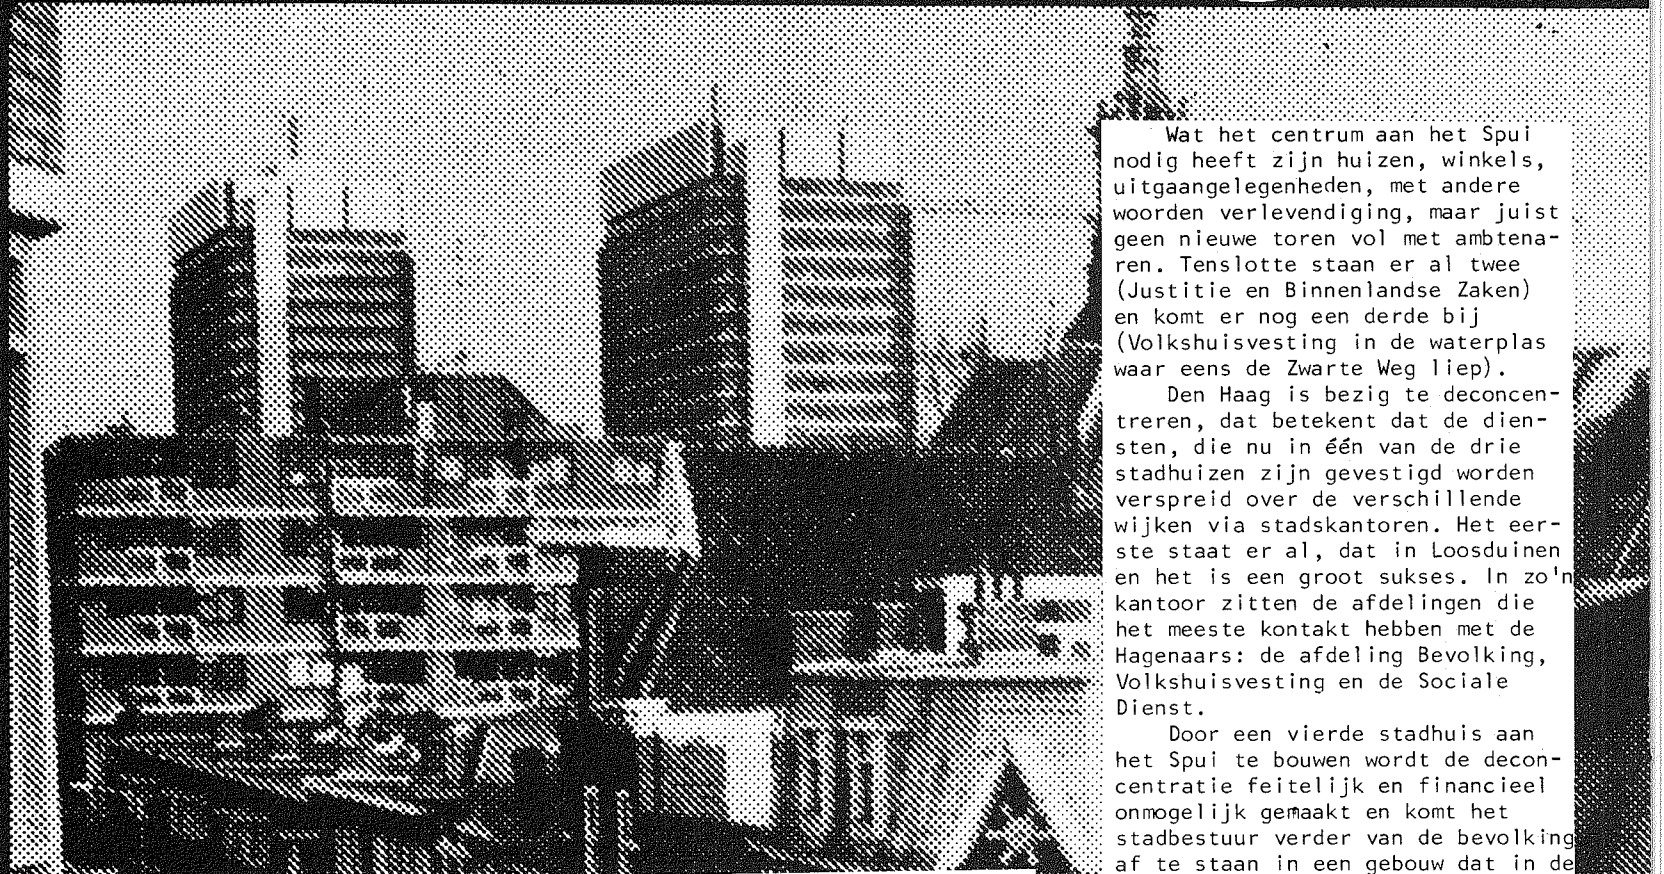 Wat het centrum aan het Spui
nodig heeft zijn huizen, winkels,
uitgaangelegenheden, met andere
woorden verlevendiging, maar juist
geen nieuwe toren vol met ambtena-
ren. Tenslotte staan er al twee
(Justitie en Binnenlandse Zaken)
en komt er nog een derde bij
(Volkshuisvesting in de waterplas
waar eens de Zwarte Weg liep).
Den Haag is bezig te deconcen-
treren, dat betekent dat de dien-
sten, die nu in één van de drie
stadhuizen zijn gevestigd worden
verspreid over de verschillende
wijken via stadskantoren. Het eer-
ste staat er al, dat in Loosduinen
en het is een groot sukses. In zo'n
kantoor zitten de afdelingen die
het meeste kontakt hebben met de
Hagenaars: de afdeling Bevolking,
Volkshuisvesting en de Sociale
Dienst.
Door een vierde stadhuis aan
het Spui te bouwen wordt de decon-
centratie feitelijk en financieel
onmogelijk gemaakt en komt het
stadbestuur verder van de bevolking
af te staan in een gebouw dat in de